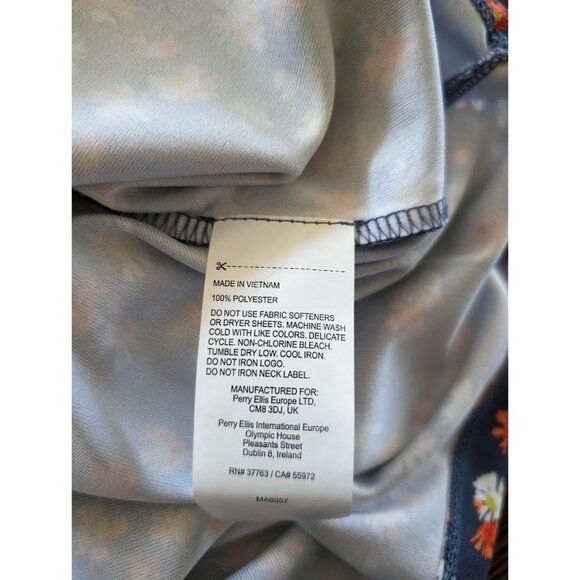 MADE IN VIETNAM
100% POLYESTER
DO NOT USE FABRIC SOFTENERS
OR DRYER SHEETS. MACHINE WASH
COLD WITH LIKE COLORS. DELICATE
CYCLE. NON-CHLORINE BLEACH.
TUMBLE DRY LOW. COOL IRON.
DO NOT IRON LOGO.
DO NOT IRON NECK LABEL.
MANUFACTURED FOR:
Perry Ellis Europe LTD,
CM8 3DJ, UK
Perry Ellis International Europe
Olympic House
Pleasants Street
Dublin 8, Ireland
RN# 37763 / CA# 55972
MA6057